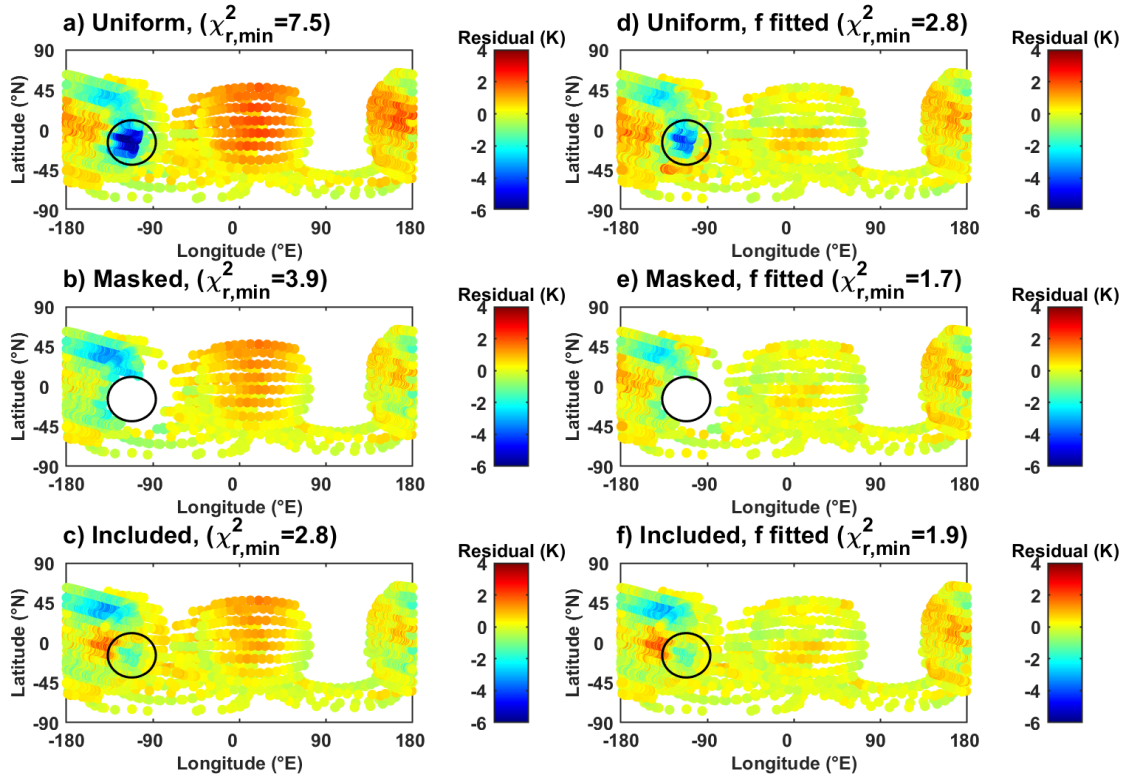 a) Uniform, (χ²r,min=7.5)
Residual (K)
90
45
0
-45
-90
Latitude (°N)
-180 -90 0 90 180
Longitude (°E)
4
2
0
-2
-4
-6
d) Uniform, f fitted (χ²r,min=2.8)
Residual (K)
90
45
0
-45
-90
Latitude (°N)
-180 -90 0 90 180
Longitude (°E)
4
2
0
-2
-4
-6
b) Masked, (χ²r,min=3.9)
Residual (K)
90
45
0
-45
-90
Latitude (°N)
-180 -90 0 90 180
Longitude (°E)
4
2
0
-2
-4
-6
e) Masked, f fitted (χ²r,min=1.7)
Residual (K)
90
45
0
-45
-90
Latitude (°N)
-180 -90 0 90 180
Longitude (°E)
4
2
0
-2
-4
-6
c) Included, (χ²r,min=2.8)
Residual (K)
90
45
0
-45
-90
Latitude (°N)
-180 -90 0 90 180
Longitude (°E)
4
2
0
-2
-4
-6
f) Included, f fitted (χ²r,min=1.9)
Residual (K)
90
45
0
-45
-90
Latitude (°N)
-180 -90 0 90 180
Longitude (°E)
4
2
0
-2
-4
-6